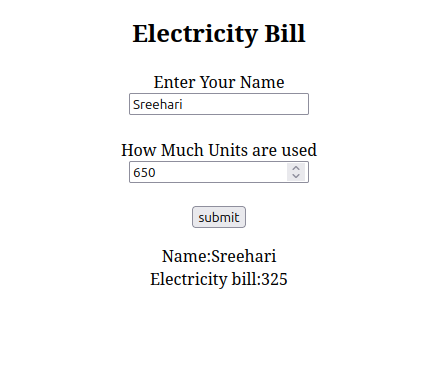 Electricity Bill
Enter Your Name
Sreehari
How Much Units are used
650
submit
Name:Sreehari
Electricity bill:325